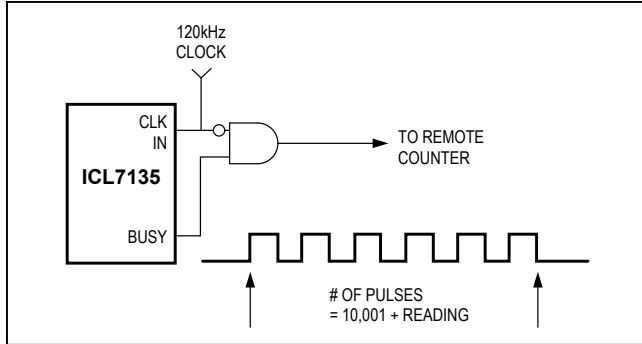 120kHz
CLOCK
CLK
IN
TO REMOTE
COUNTER
ICL7135
BUSY
# OF PULSES
= 10,001 + READING